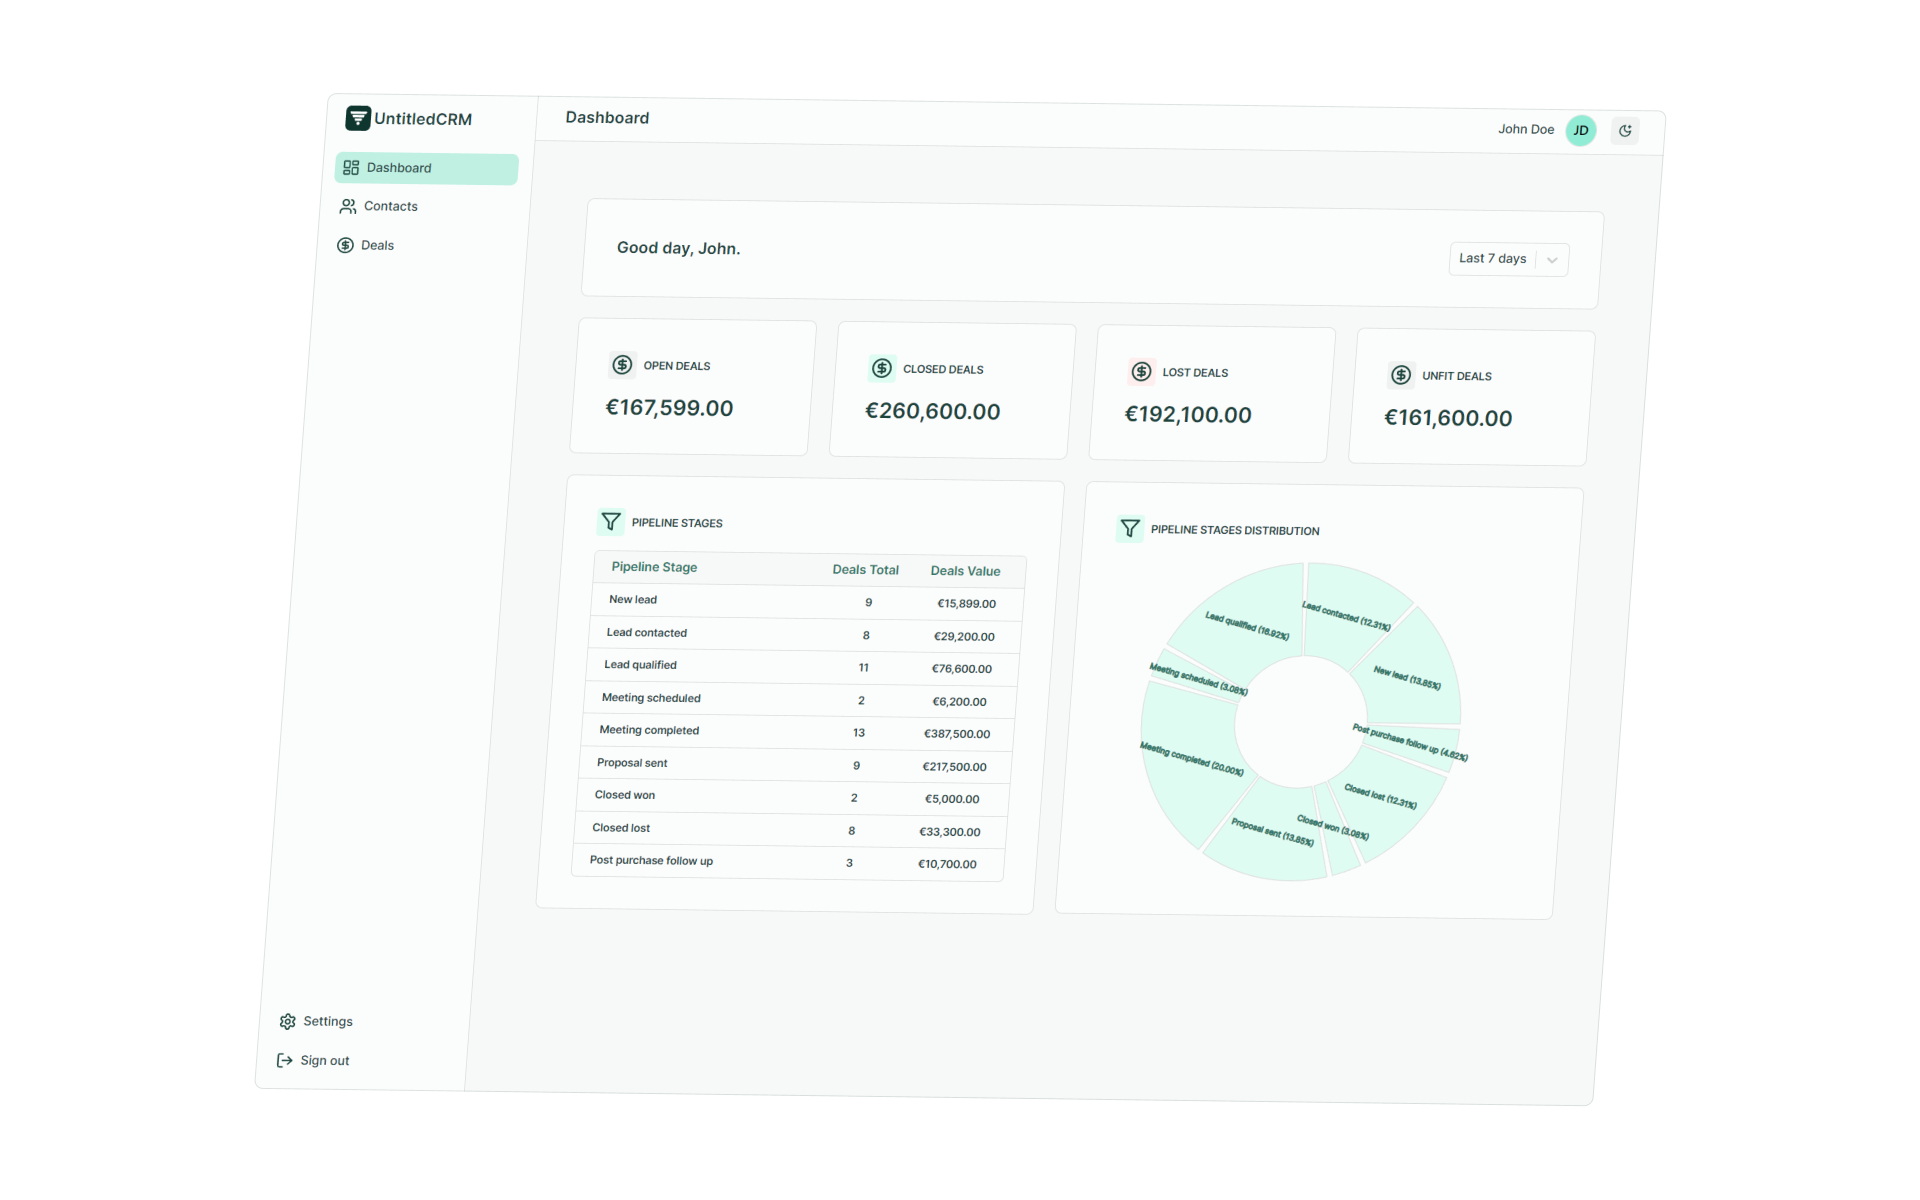 UntitledCRM
Dashboard
Contacts
Deals
Settings
Sign out
Dashboard
John Doe
JD
Good day, John.
Last 7 days
OPEN DEALS
€167,599.00
CLOSED DEALS
€260,600.00
LOST DEALS
€192,100.00
UNFIT DEALS
€161,600.00
PIPELINE STAGES
Pipeline Stage Deals Total Deals Value
New lead 9 €15,899.00
Lead contacted 8 €29,200.00
Lead qualified 11 €76,600.00
Meeting scheduled 2 €6,200.00
Meeting completed 13 €387,500.00
Proposal sent 9 €217,500.00
Closed won 2 €5,000.00
Closed lost 8 €33,300.00
Post purchase follow up 3 €10,700.00
PIPELINE STAGES DISTRIBUTION
Lead contacted (12.31%)
Lead qualified (16.92%)
New lead (13.85%)
Meeting scheduled (3.08%)
Post purchase follow up (4.62%)
Meeting completed (20.00%)
Closed lost (12.31%)
Closed won (3.08%)
Proposal sent (13.85%)